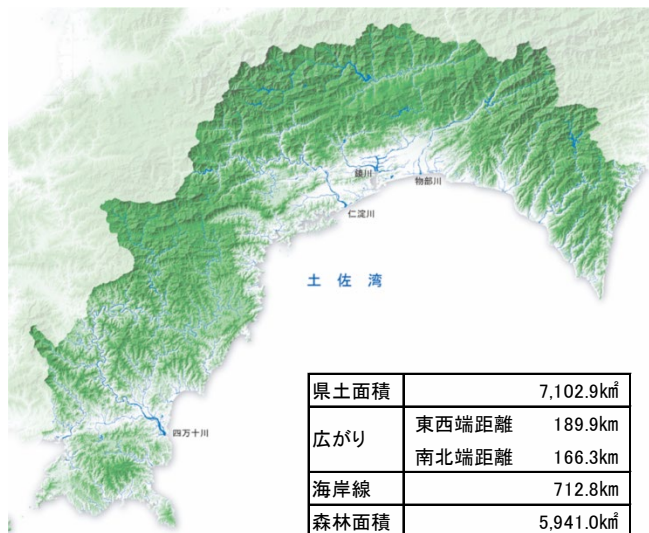 鏡川
物部川
仁淀川
土佐湾
四万十川
県土面積 7,102.9k㎡
広がり 東西端距離 189.9km
南北端距離 166.3km
海岸線 712.8km
森林面積 5,941.0k㎡